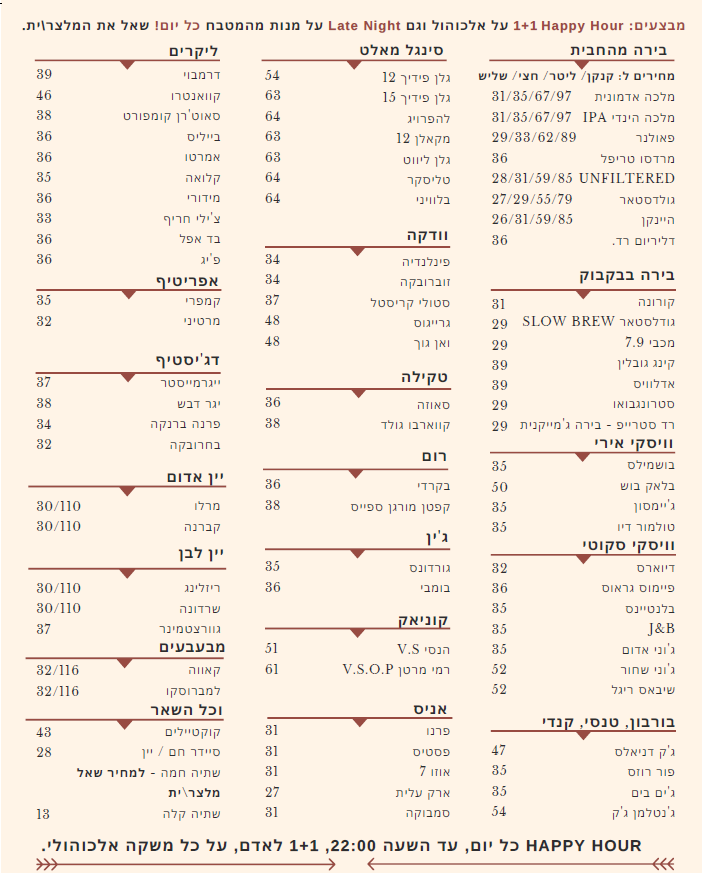 מבצעים: 1+1 Happy Hour על אלכוהול וגם Late Night על מנות מהמטבח כל יום! שאל את המלצר\ית.
בירה מהחבית
מחירים ל: קנקן/ ליטר/ חצי/ שליש
מלכה אדמונית 31/35/67/97
מלכה הינדי IPA 31/35/67/97
פאולנר 29/33/62/89
מרדסו טריפל 36
UNFILTERED 28/31/59/85
גולדסטאר 27/29/55/79
היינקן 26/31/59/85
דליריום רד. 36
בירה בבקבוק
קורונה 31
גודלסטאר SLOW BREW 29
מכבי 7.9 29
קינג גובלין 39
אדלוויס 39
סטרונגבואו 29
רד סטרייפ - בירה ג'מייקנית 29
וויסקי אירי
בושמילס 35
בלאק בוש 50
ג'יימסון 35
טולמור דיו 35
וויסקי סקוטי
דיוארס 32
פיימוס גראוס 36
בלנטיינס 35
J&B 35
ג'וני אדום 35
ג'וני שחור 52
שיבאס ריגל 52
בורבון, טנסי, קנדי
ג'ק דניאלס 47
פור רוזס 35
ג'ים בים 35
ג'נטלמן ג'ק 54
סינגל מאלט
גלן פידיך 12 54
גלן פידיך 15 63
להפרויג 64
מקאלן 12 63
גלן ליווט 63
טליסקר 64
בלוויני 64
וודקה
פינלנדיה 34
זוברובקה 34
סטולי קריסטל 37
גרייגוס 48
ואן גוך 48
טקילה
סאוזה 36
קווארבו גולד 38
רום
בקרדי 36
קפטן מורגן ספייס 38
ג'ין
גורדונס 35
בומבי 36
קוניאק
הנסי V.S 51
רמי מרטן V.S.O.P 61
אניס
פרנו 31
פסטיס 31
אוזו 7 31
ארק עלית 27
סמבוקה 31
ליקרים
דרמבוי 39
קוואנטרו 46
סאוט'רן קומפורט 38
בייליס 36
אמרטו 36
קלואה 35
מידורי 36
צ'ילי חריף 33
בד אפל 36
פ'יג 36
אפריטיף
קמפרי 35
מרטיני 32
דג'יסטיף
ייגרמייסטר 37
יגר דבש 38
פרנה ברנקה 34
בחרובקה 32
יין אדום
מרלו 30/110
קברנה 30/110
יין לבן
ריזלינג 30/110
שרדונה 30/110
גוורצטמינר 37
מבעבעים
קאווה 32/116
למברוסקו 32/116
וכל השאר
קוקטיילים 43
סיידר חם / יין 28
שתיה חמה - למחיר שאל
מלצר\ית
שתיה קלה 13
HAPPY HOUR כל יום, עד השעה 22:00, 1+1 לאדם, על כל משקה אלכוהולי.